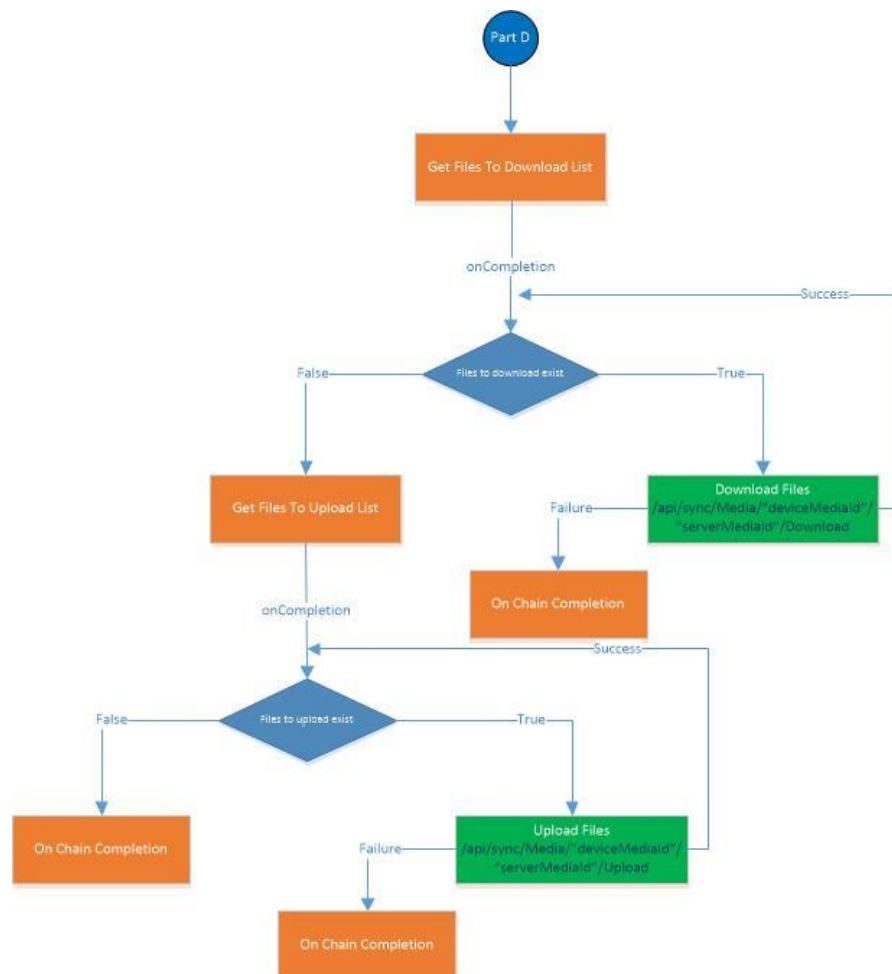 Part D
Get Files To Download List
onCompletion
Success
Files to download exist
False
True
Get Files To Upload List
Download Files
/api/sync/Media/"deviceMediaId"/
"serverMediaId"/Download
Failure
On Chain Completion
onCompletion
Success
Files to upload exist
False
True
On Chain Completion
Upload Files
/api/sync/Media/"deviceMediaId"/
"serverMediaId"/Upload
Failure
On Chain Completion